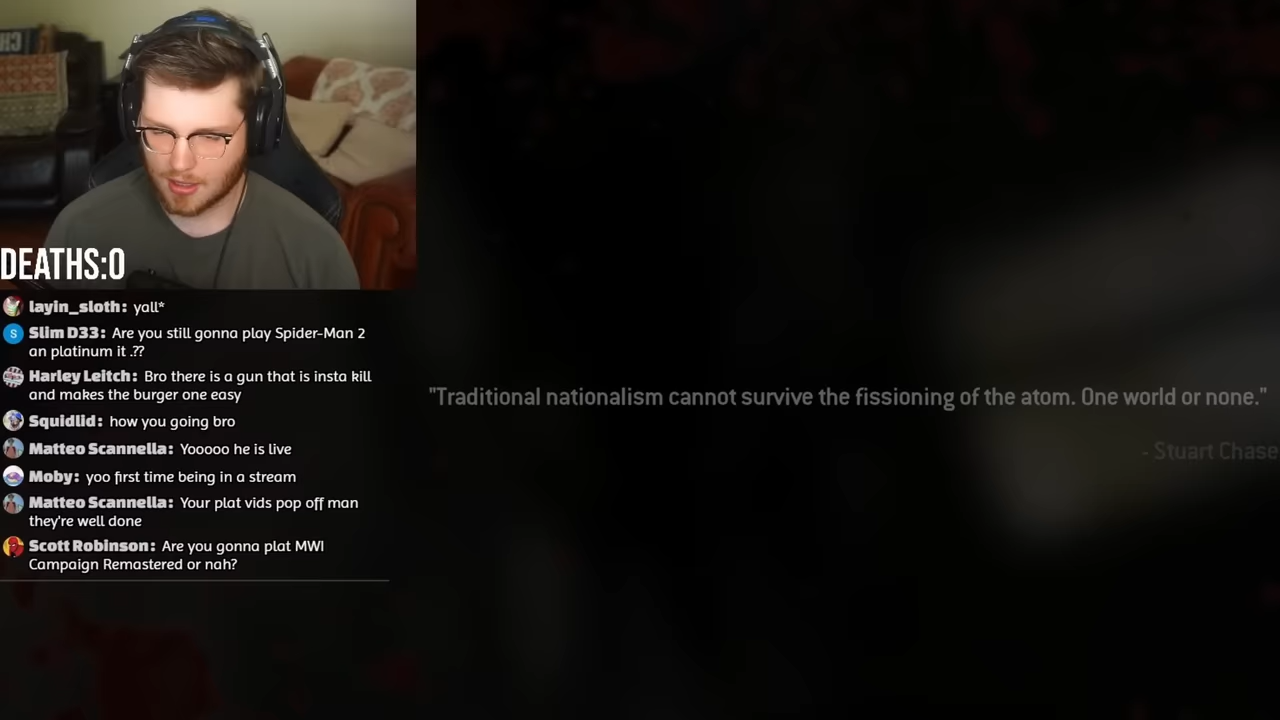 DEATHS:0
layin_sloth: yall*
Slim D33: Are you still gonna play Spider-Man 2
an platinum it .??
Harley Leitch: Bro there is a gun that is insta kill
and makes the burger one easy
Squidlid: how you going bro
Matteo Scannella: Yooooo he is live
Moby: yoo first time being in a stream
Matteo Scannella: Your plat vids pop off man
they're well done
Scott Robinson: Are you gonna plat MWI
Campaign Remastered or nah?
"Traditional nationalism cannot survive the fissioning of the atom. One world or none."
- Stuart Chase